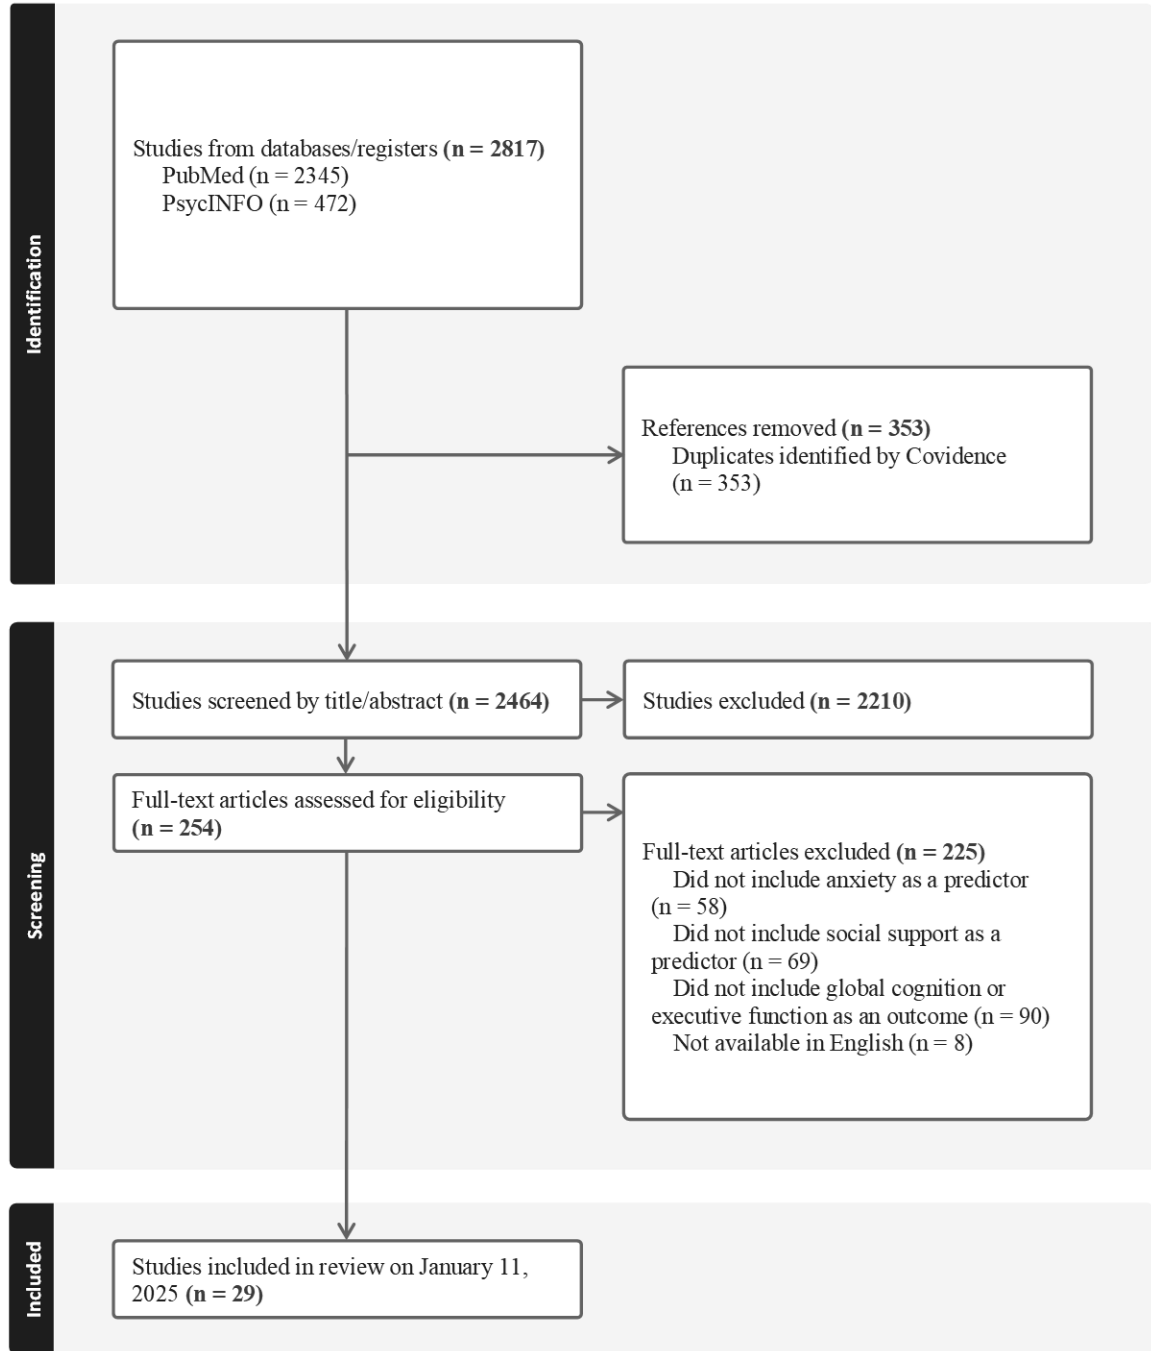 Identification
Studies from databases/registers (n = 2817)
PubMed (n = 2345)
PsycINFO (n = 472)
References removed (n = 353)
Duplicates identified by Covidence
(n = 353)
Screening
Studies screened by title/abstract (n = 2464)
Studies excluded (n = 2210)
Full-text articles assessed for eligibility
(n = 254)
Full-text articles excluded (n = 225)
Did not include anxiety as a predictor
(n = 58)
Did not include social support as a
predictor (n = 69)
Did not include global cognition or
executive function as an outcome (n = 90)
Not available in English (n = 8)
Included
Studies included in review on January 11,
2025 (n = 29)